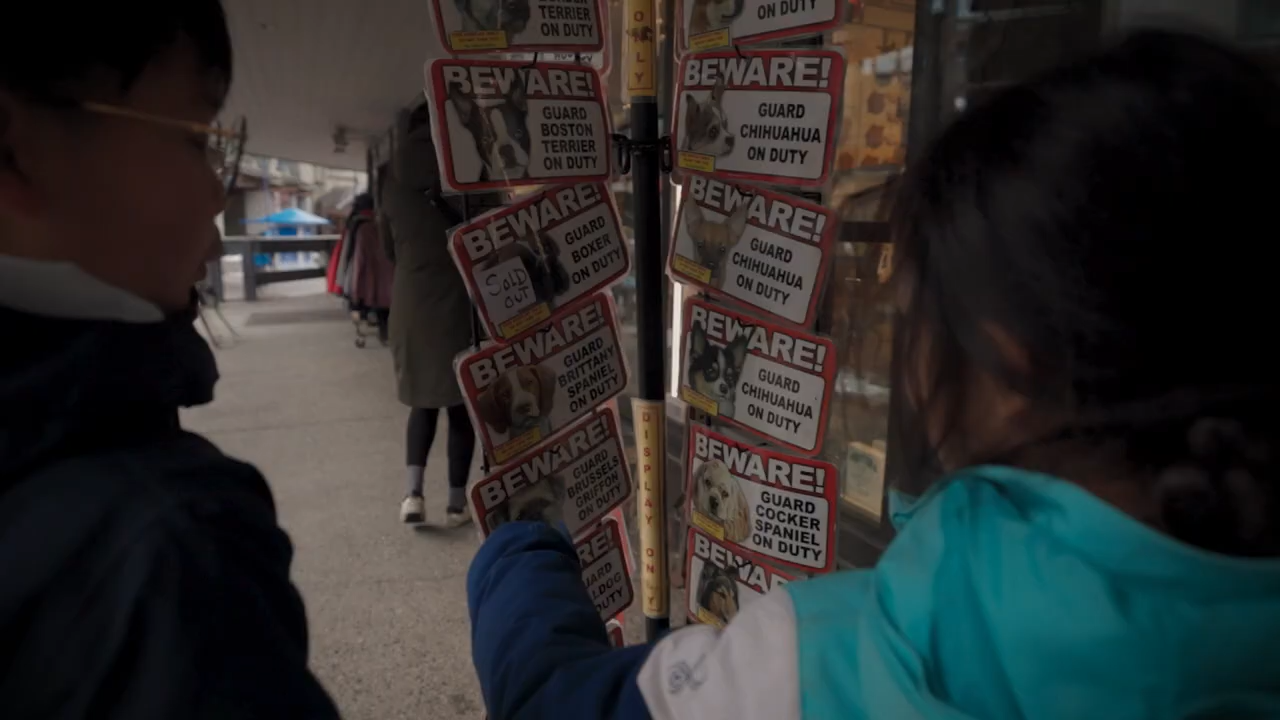 TERRIER
ON DUTY
BEWARE!
GUARD
BOSTON
TERRIER
ON DUTY
BEWARE!
GUARD
BOXER
ON DUTY
SOLD
OUT
BEWARE!
GUARD
BRITTANY
SPANIEL
ON DUTY
BEWARE!
GUARD
BRUSSELS
GRIFFON
ON DUTY
ONLY
DISPLAY ONLY
ON DUTY
BEWARE!
GUARD
CHIHUAHUA
ON DUTY
BEWARE!
GUARD
CHIHUAHUA
ON DUTY
BEWARE!
GUARD
CHIHUAHUA
ON DUTY
BEWARE!
GUARD
COCKER
SPANIEL
ON DUTY